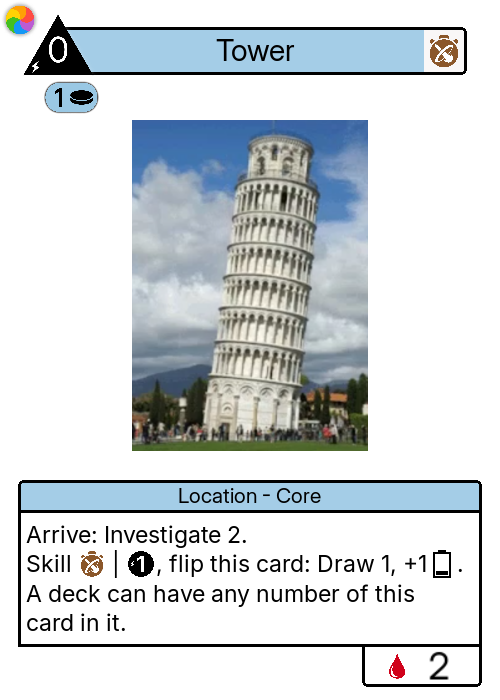 0
Tower
1
Location - Core
Arrive: Investigate 2.
Skill | 1, flip this card: Draw 1, +1 .
A deck can have any number of this
card in it.
2